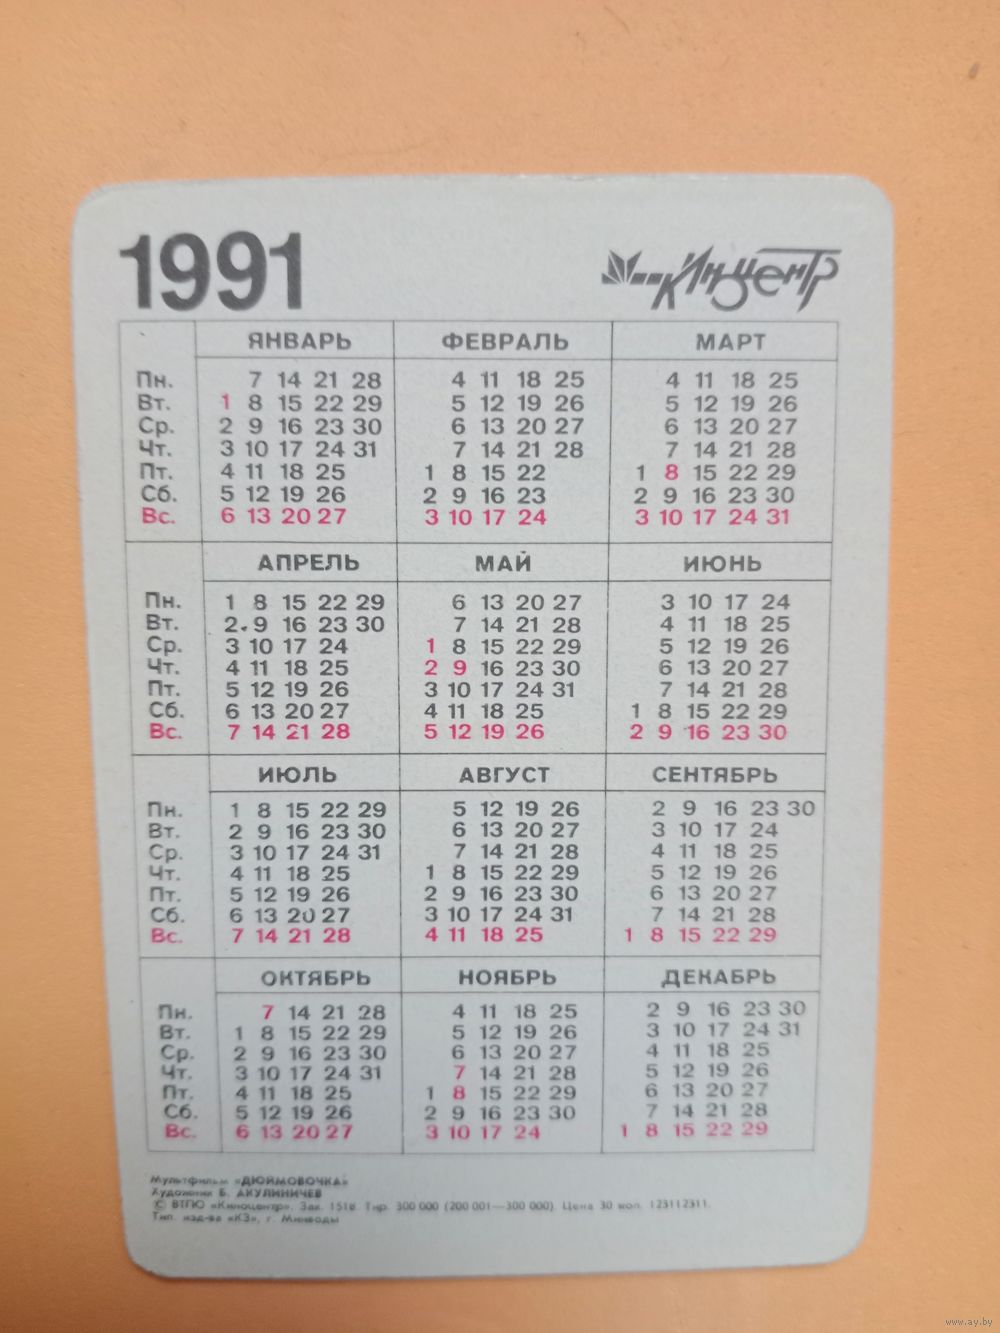 1991 Кинцентр
ЯНВАРЬ ФЕВРАЛЬ МАРТ
Пн. 7 14 21 28 4 11 18 25 4 11 18 25
Вт. 1 8 15 22 29 5 12 19 26 5 12 19 26
Ср. 2 9 16 23 30 6 13 20 27 6 13 20 27
Чт. 3 10 17 24 31 7 14 21 28 7 14 21 28
Пт. 4 11 18 25 1 8 15 22 1 8 15 22 29
Сб. 5 12 19 26 2 9 16 23 2 9 16 23 30
Вс. 6 13 20 27 3 10 17 24 3 10 17 24 31
АПРЕЛЬ МАЙ ИЮНЬ
Пн. 1 8 15 22 29 6 13 20 27 3 10 17 24
Вт. 2 9 16 23 30 7 14 21 28 4 11 18 25
Ср. 3 10 17 24 1 8 15 22 29 5 12 19 26
Чт. 4 11 18 25 2 9 16 23 30 6 13 20 27
Пт. 5 12 19 26 3 10 17 24 31 7 14 21 28
Сб. 6 13 20 27 4 11 18 25 1 8 15 22 29
Вс. 7 14 21 28 5 12 19 26 2 9 16 23 30
ИЮЛЬ АВГУСТ СЕНТЯБРЬ
Пн. 1 8 15 22 29 5 12 19 26 2 9 16 23 30
Вт. 2 9 16 23 30 6 13 20 27 3 10 17 24
Ср. 3 10 17 24 31 7 14 21 28 4 11 18 25
Чт. 4 11 18 25 1 8 15 22 29 5 12 19 26
Пт. 5 12 19 26 2 9 16 23 30 6 13 20 27
Сб. 6 13 20 27 3 10 17 24 31 7 14 21 28
Вс. 7 14 21 28 4 11 18 25 1 8 15 22 29
ОКТЯБРЬ НОЯБРЬ ДЕКАБРЬ
Пн. 7 14 21 28 4 11 18 25 2 9 16 23 30
Вт. 1 8 15 22 29 5 12 19 26 3 10 17 24 31
Ср. 2 9 16 23 30 6 13 20 27 4 11 18 25
Чт. 3 10 17 24 31 7 14 21 28 5 12 19 26
Пт. 4 11 18 25 1 8 15 22 29 6 13 20 27
Сб. 5 12 19 26 2 9 16 23 30 7 14 21 28
Вс. 6 13 20 27 3 10 17 24 1 8 15 22 29
Мультфильм «ДЮЙМОВОЧКА»
Художник Б. АКУЛИНИЧЕВ
© ВТПО «Киноцентр». Зак. 1518. Тир. 300 000 (200 001—300 000). Цена 30 коп. 123112311.
Тип. изд-ва «КЗ», г. Минводы
www.ay.by